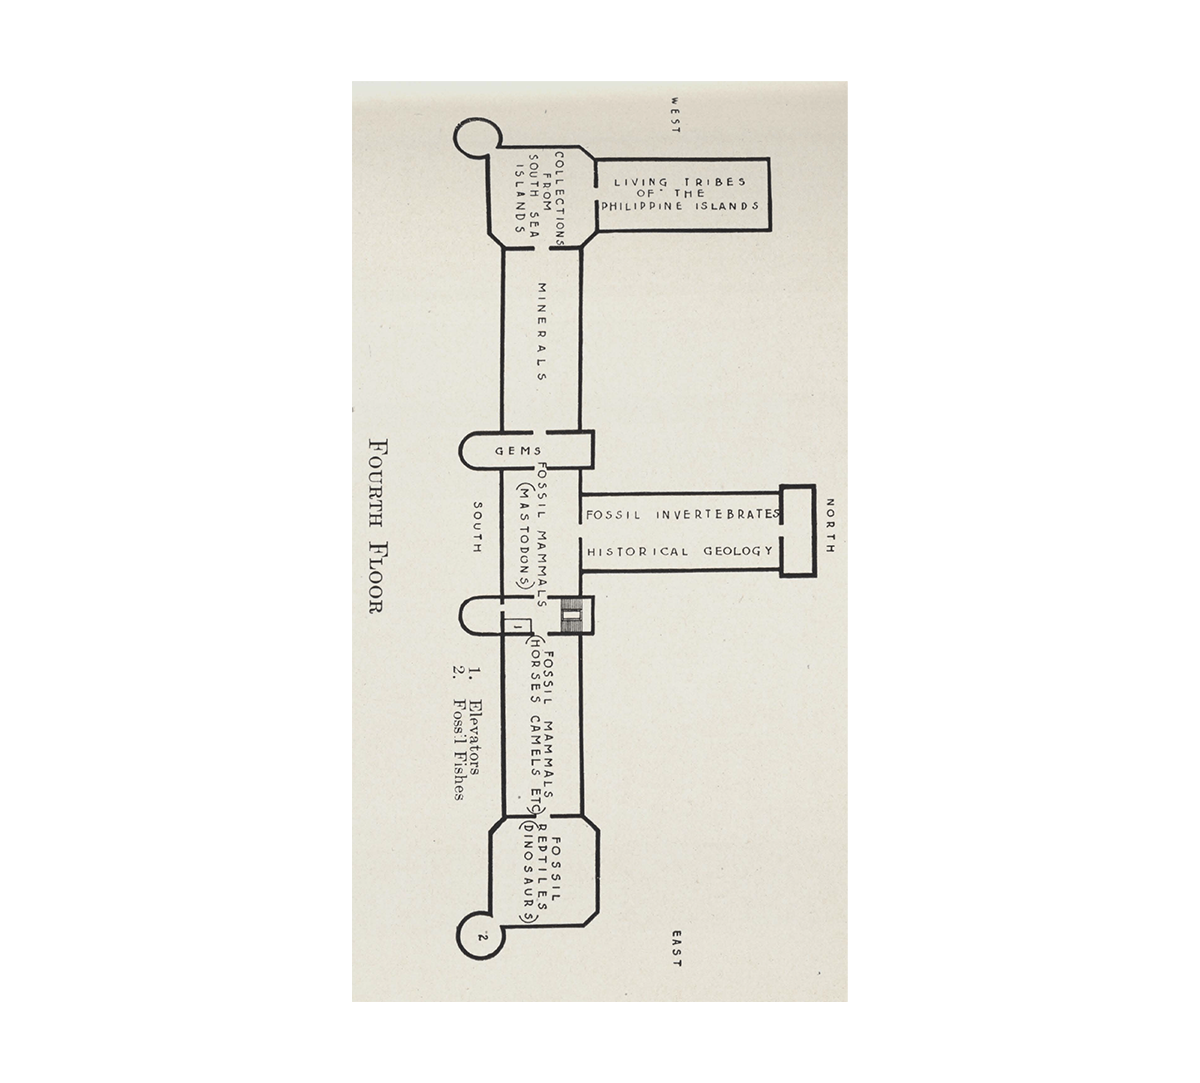 WEST
COLLECTIONS
FROM
SOUTH SEA
ISLANDS
LIVING TRIBES
OF THE
PHILIPPINE ISLANDS
MINERALS
GEMS
FOSSIL MAMMALS
(MASTODONS)
FOSSIL INVERTEBRATES
HISTORICAL GEOLOGY
NORTH
SOUTH
1
FOSSIL MAMMALS
(HORSES CAMELS ETC)
FOSSIL
REPTILES
(DINOSAURS)
2
EAST
1. Elevators
2. Fossil Fishes
FOURTH FLOOR